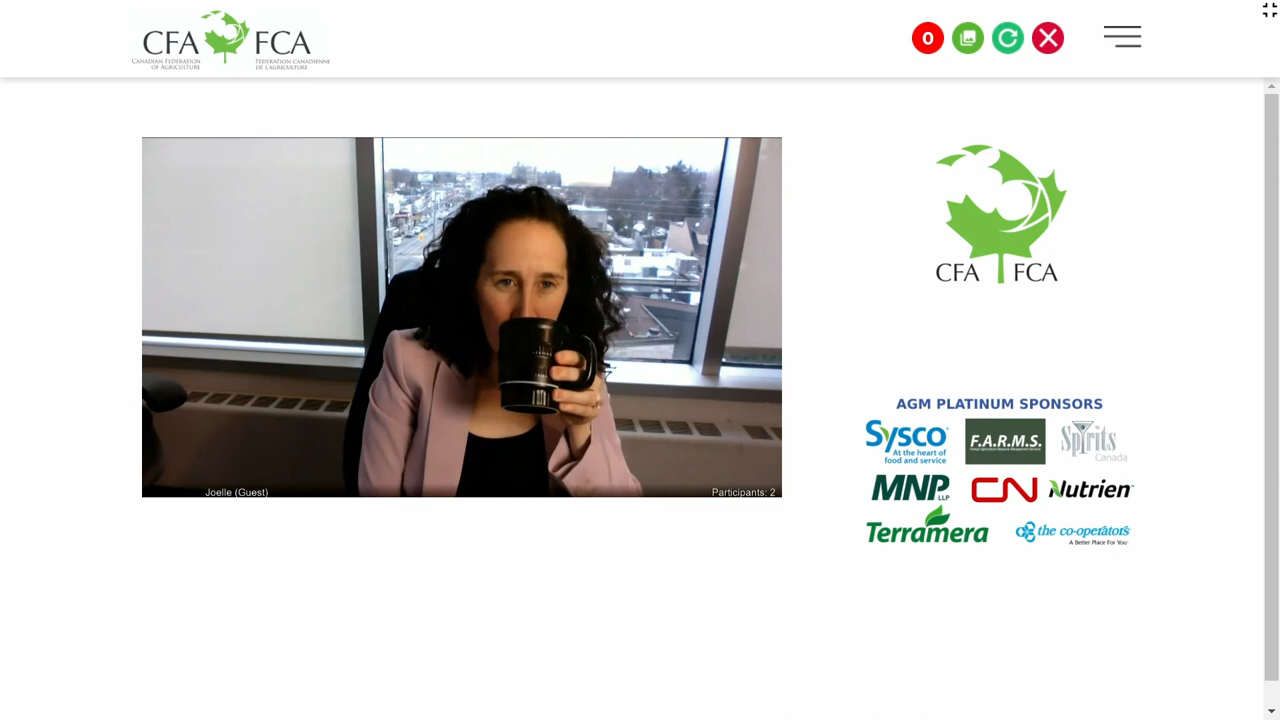 CFA FCA
CANADIAN FEDERATION OF AGRICULTURE
FÉDÉRATION CANADIENNE DE L'AGRICULTURE
0
Joelle (Guest)
Participants: 2
CFA FCA
AGM PLATINUM SPONSORS
Sysco
At the heart of
food and service
F.A.R.M.S.
Spirits
Canada
MNP
LLP
CN
Nutrien
Terramera
the co-operators
A Better Place For You